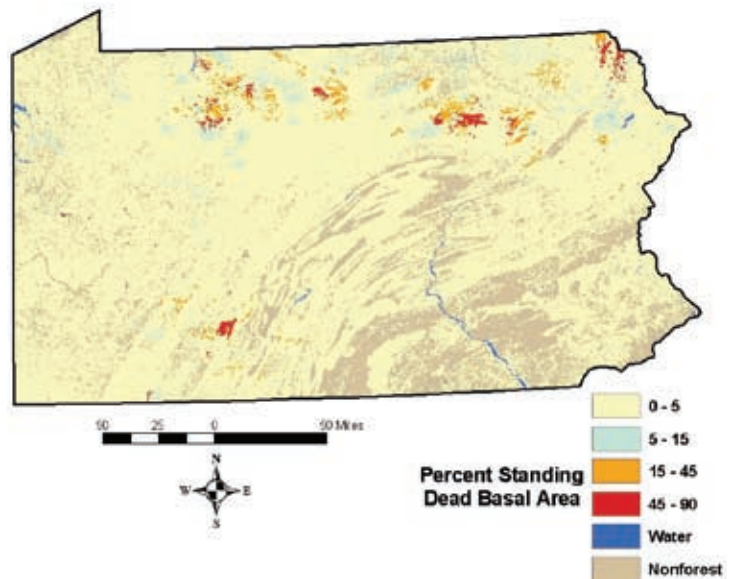 50 25 0 50 Miles
N
W E
S
Percent Standing
Dead Basal Area
0 - 5
5 - 15
15 - 45
45 - 90
Water
Nonforest